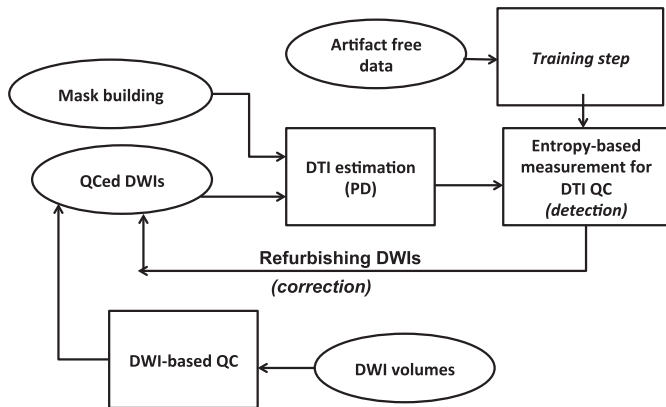 Artifact free
data
Training step
Mask building
QCed DWIs
DTI estimation
(PD)
Entropy-based
measurement for
DTI QC
(detection)
Refurbishing DWIs
(correction)
DWI-based QC
DWI volumes